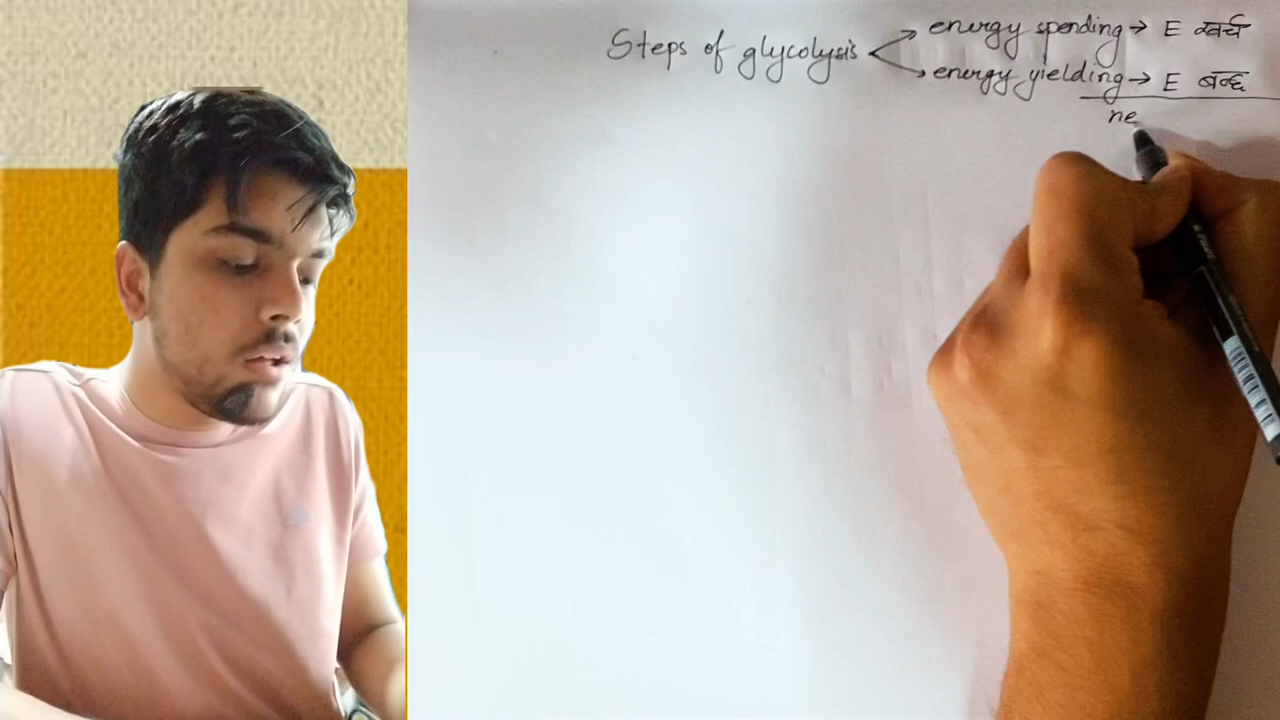 Steps of glycolysis
energy spending → E खर्च
energy yielding → E बन्छ
ne